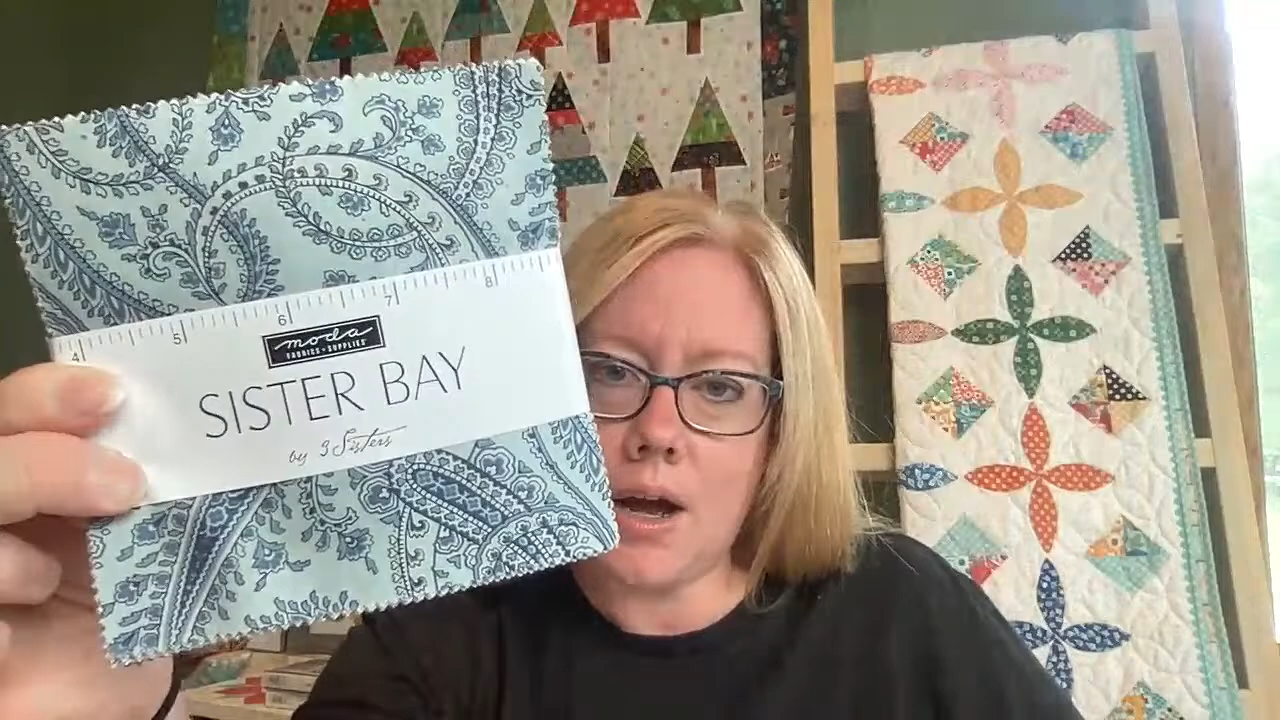 4 5 6 7 8
moda
FABRICS + SUPPLIES
SISTER BAY
by 3 Sisters